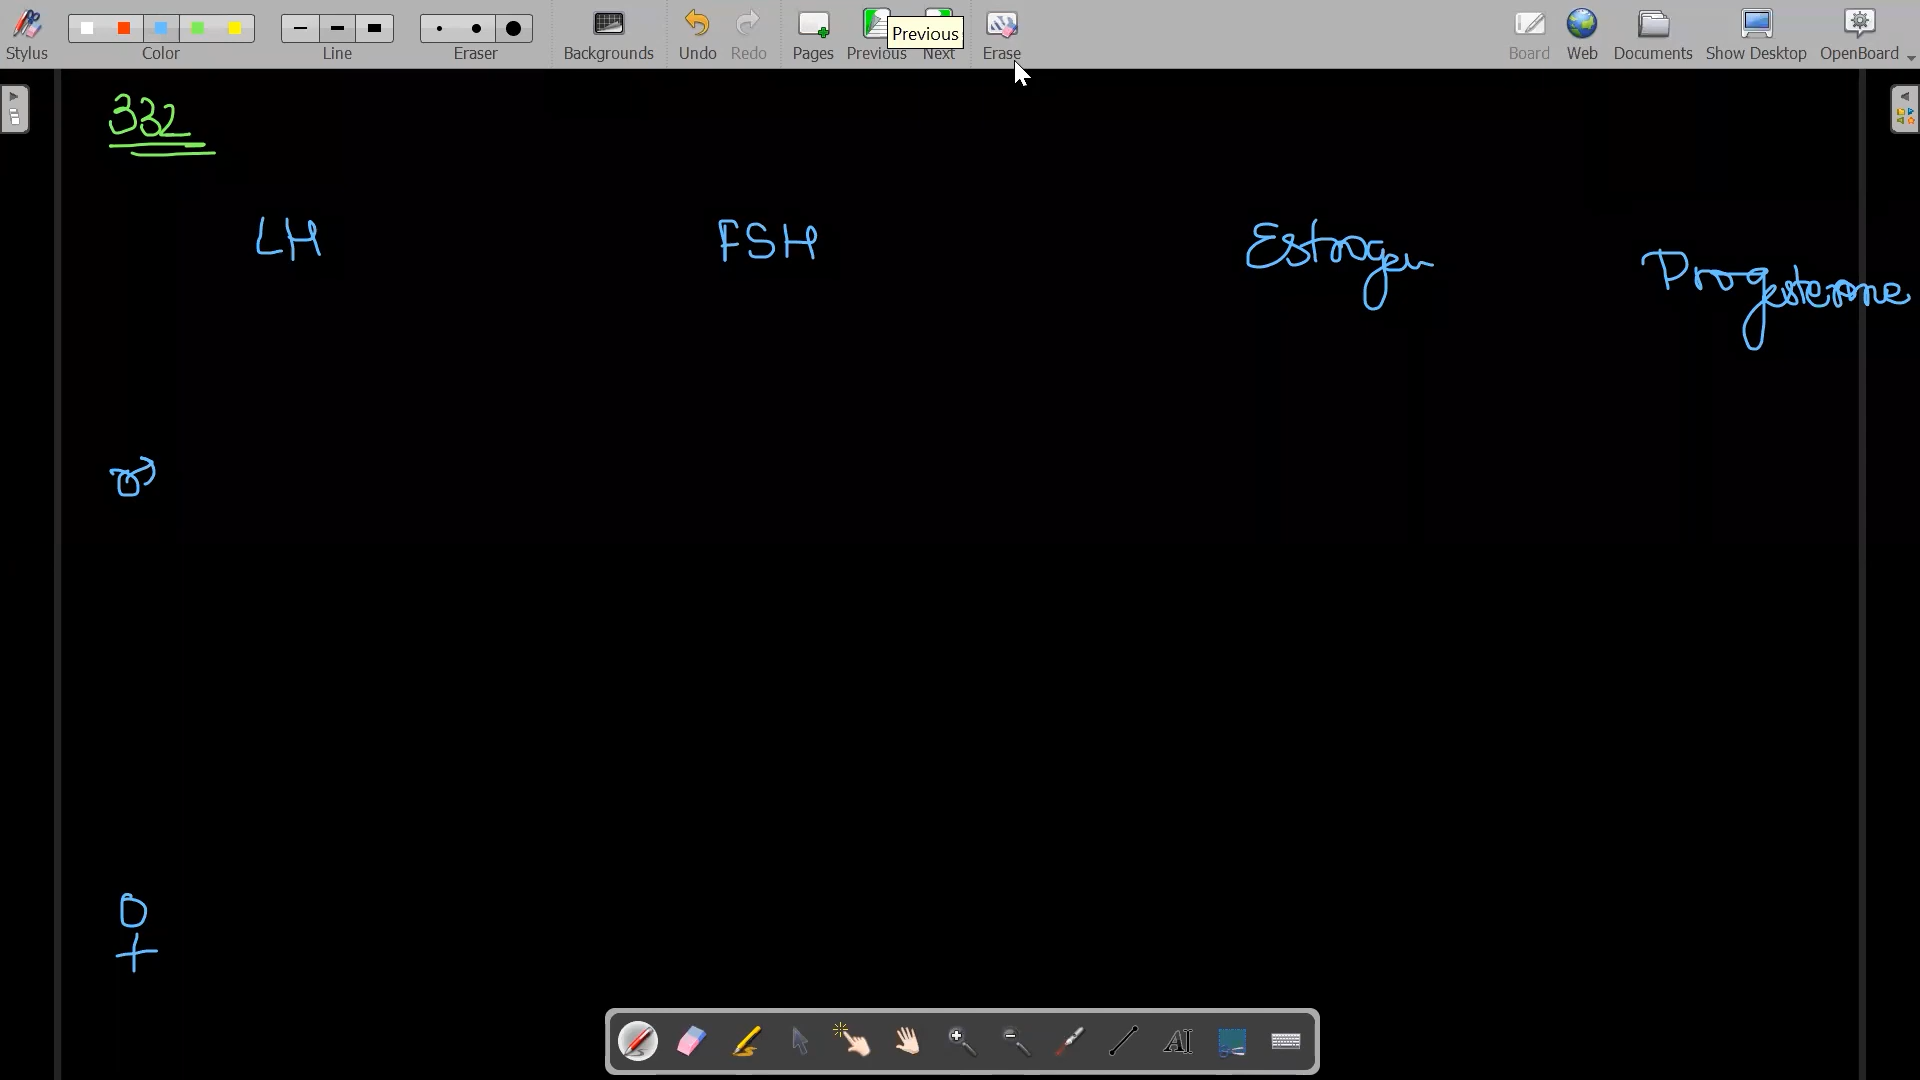 Stylus Color Line Eraser Backgrounds Undo Redo Pages Previous Next Erase Board Web Documents Show Desktop OpenBoard
Previous
332
LH FSH Estrogen Progesterone
♂
♀
AI